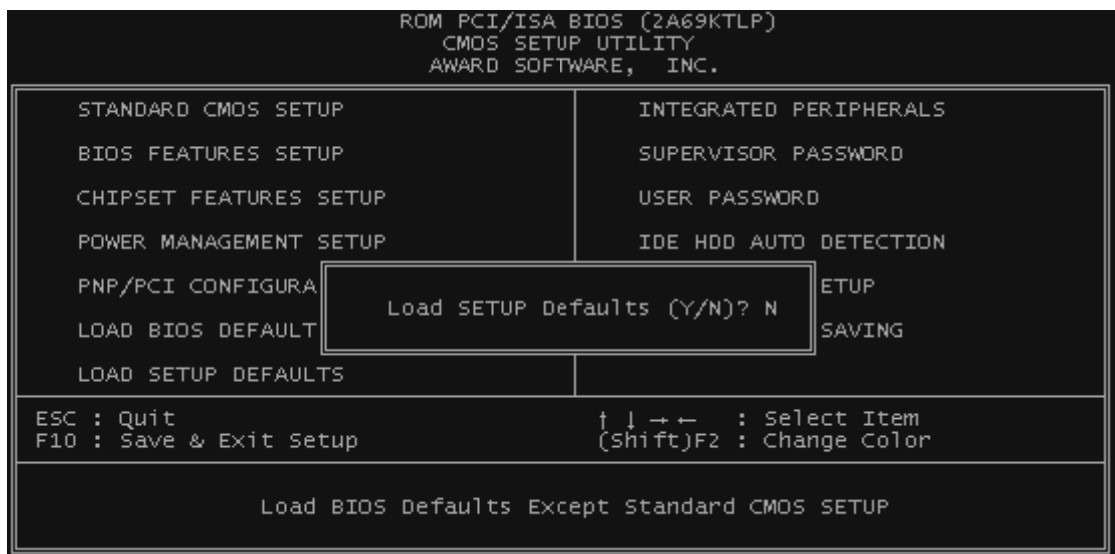 ROM PCI/ISA BIOS (2A69KTLP)
CMOS SETUP UTILITY
AWARD SOFTWARE, INC.
STANDARD CMOS SETUP
BIOS FEATURES SETUP
CHIPSET FEATURES SETUP
POWER MANAGEMENT SETUP
PNP/PCI CONFIGURA
LOAD BIOS DEFAULT
LOAD SETUP DEFAULTS
INTEGRATED PERIPHERALS
SUPERVISOR PASSWORD
USER PASSWORD
IDE HDD AUTO DETECTION
ETUP
SAVING
Load SETUP Defaults (Y/N)? N
ESC : Quit
F10 : Save & Exit Setup
↑ ↓ → ← : Select Item
(Shift)F2 : Change Color
Load BIOS Defaults Except Standard CMOS SETUP